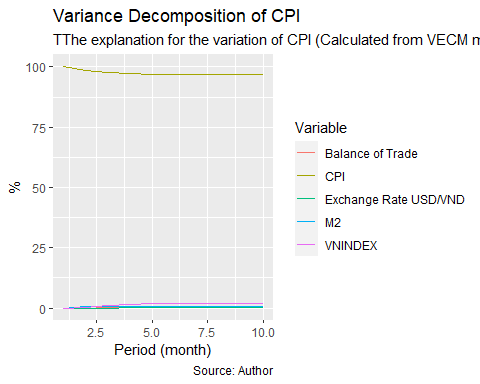 Variance Decomposition of CPI
TThe explanation for the variation of CPI (Calculated from VECM m
100
75
50
25
0
%
2.5
5.0
7.5
10.0
Period (month)
Source: Author
Variable
Balance of Trade
CPI
Exchange Rate USD/VND
M2
VNINDEX